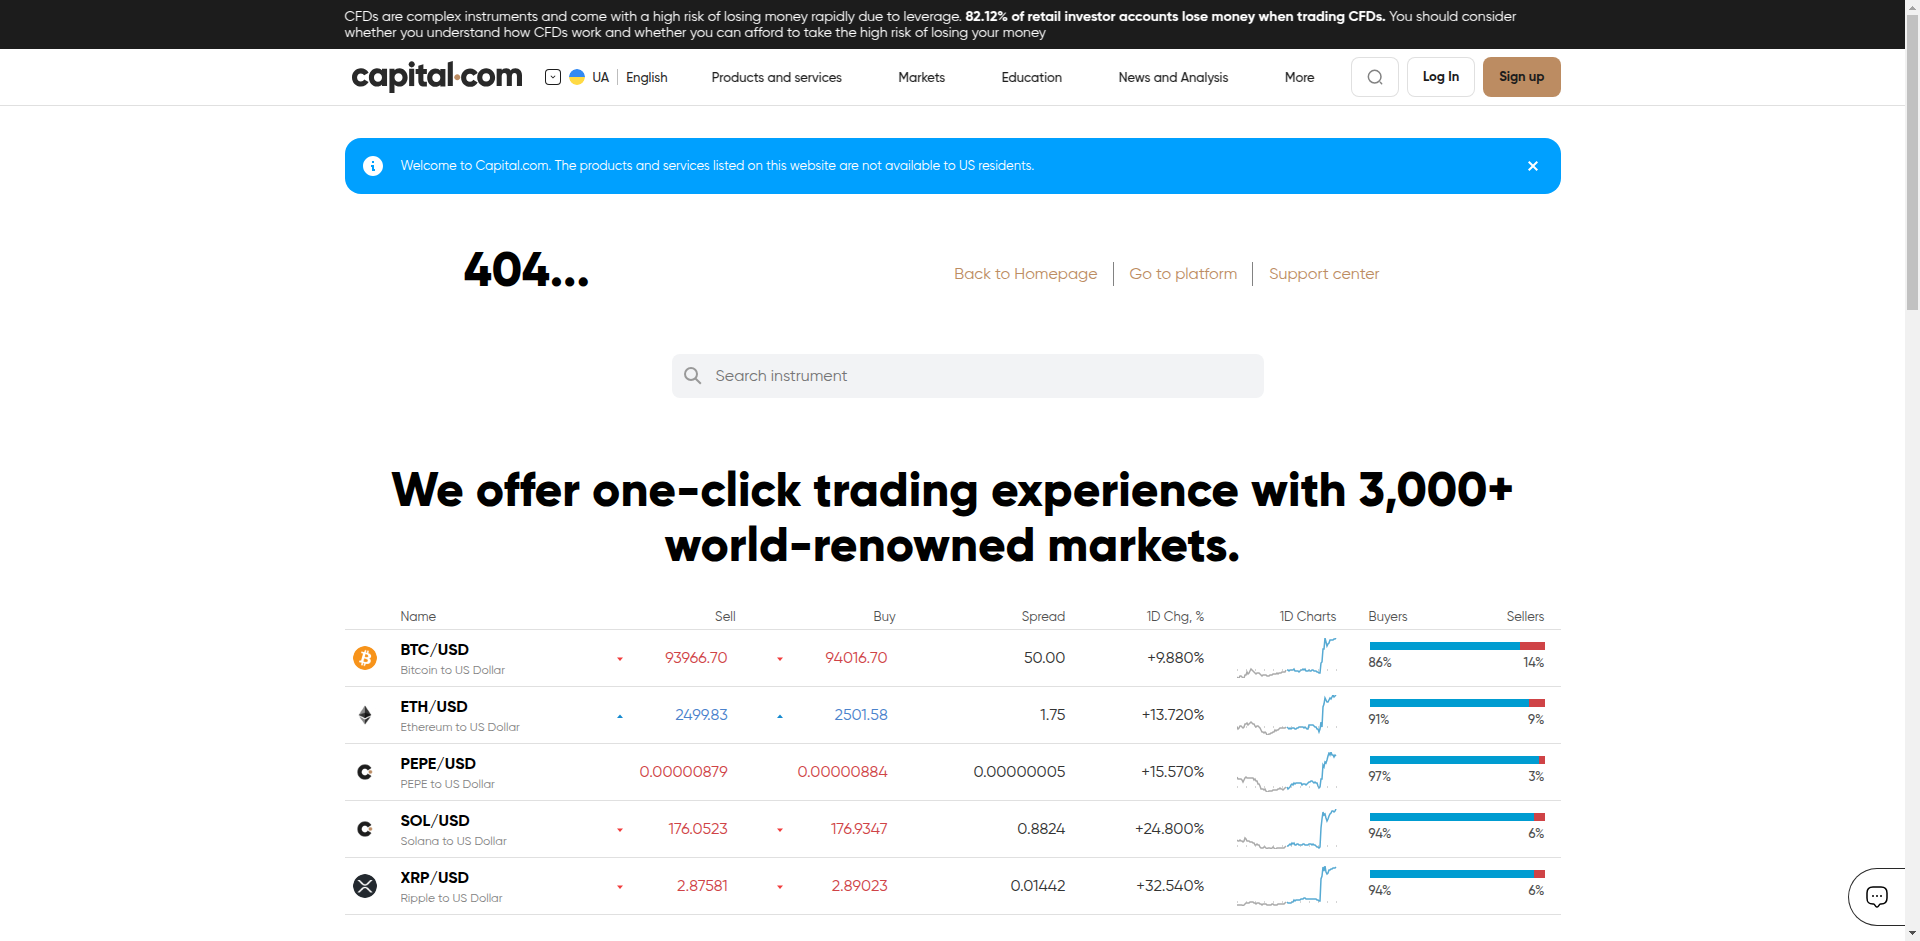 CFDs are complex instruments and come with a high risk of losing money rapidly due to leverage. 82.12% of retail investor accounts lose money when trading CFDs. You should consider
whether you understand how CFDs work and whether you can afford to take the high risk of losing your money
capital.com UA English Products and services Markets Education News and Analysis More Log In Sign up
Welcome to Capital.com. The products and services listed on this website are not available to US residents.
404...
Back to Homepage Go to platform Support center
Search instrument
We offer one-click trading experience with 3,000+
world-renowned markets.
Name Sell Buy Spread 1D Chg, % 1D Charts Buyers Sellers
BTC/USD 93966.70 94016.70 50.00 +9.880% 86% 14%
Bitcoin to US Dollar
ETH/USD 2499.83 2501.58 1.75 +13.720% 91% 9%
Ethereum to US Dollar
PEPE/USD 0.00000879 0.00000884 0.00000005 +15.570% 97% 3%
PEPE to US Dollar
SOL/USD 176.0523 176.9347 0.8824 +24.800% 94% 6%
Solana to US Dollar
XRP/USD 2.87581 2.89023 0.01442 +32.540% 94% 6%
Ripple to US Dollar